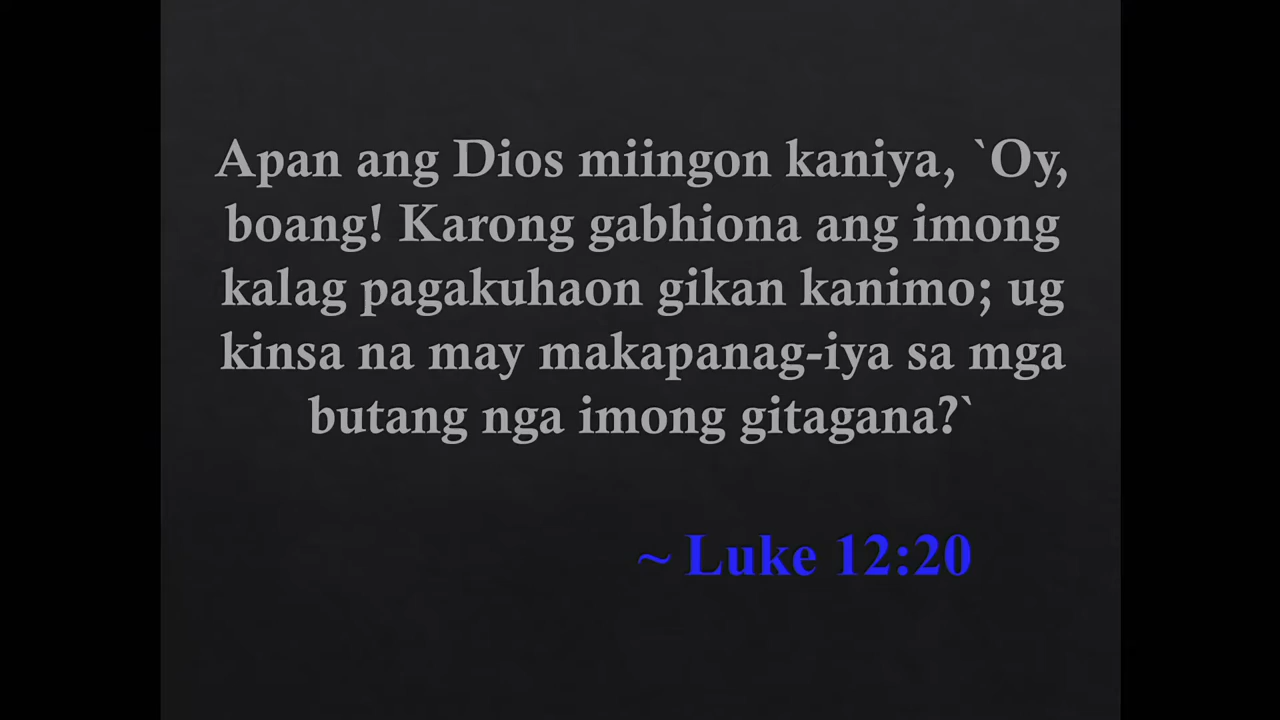 Apan ang Dios miingon kaniya, `Oy,
boang! Karong gabhiona ang imong
kalag pagakuhaon gikan kanimo; ug
kinsa na may makapanag-iya sa mga
butang nga imong gitagana?`
~ Luke 12:20